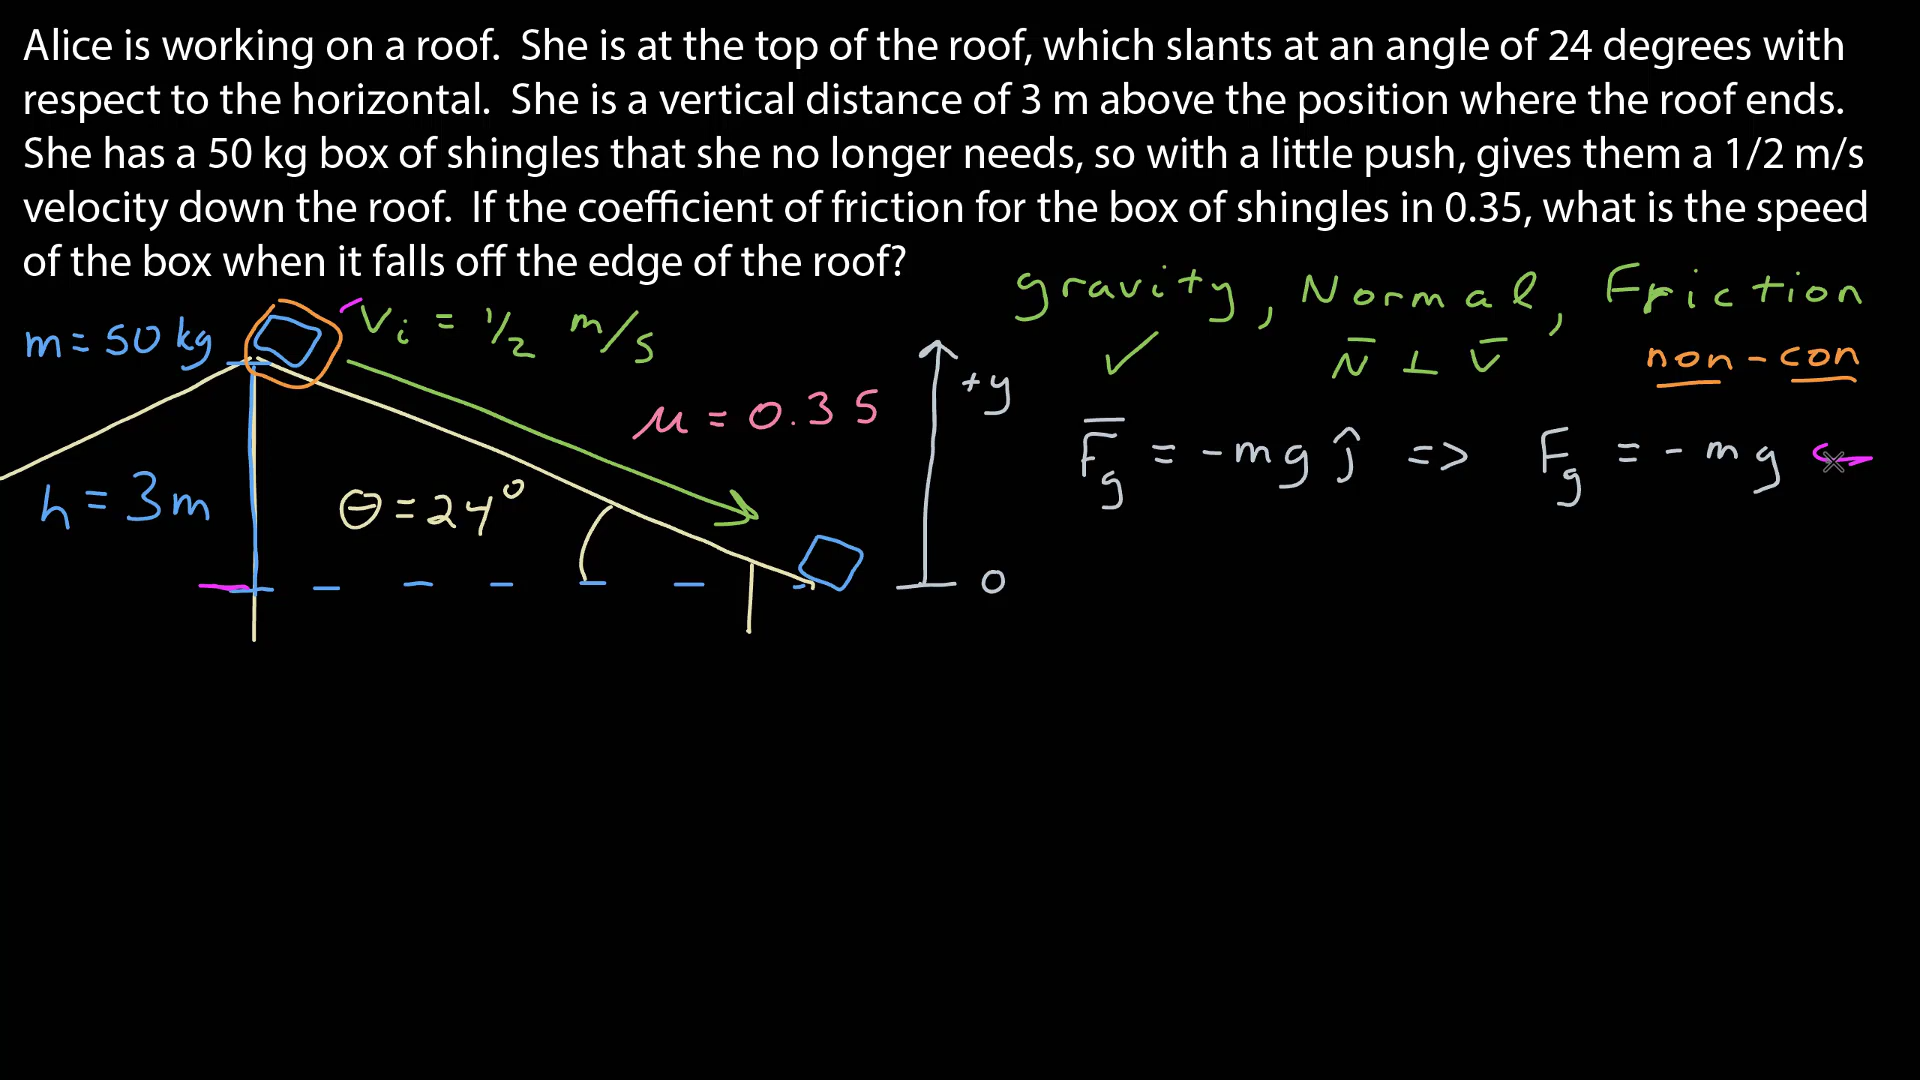 Alice is working on a roof. She is at the top of the roof, which slants at an angle of 24 degrees with
respect to the horizontal. She is a vertical distance of 3 m above the position where the roof ends.
She has a 50 kg box of shingles that she no longer needs, so with a little push, gives them a 1/2 m/s
velocity down the roof. If the coefficient of friction for the box of shingles in 0.35, what is the speed
of the box when it falls off the edge of the roof?
gravity, Normal, Friction
m = 50 kg
Vi = 1/2 m/s
✓ N̅ ⊥ V̅ non-con
μ = 0.35
+y
F̅g = -mg ĵ => Fg = -mg
h = 3m
θ = 24°
0